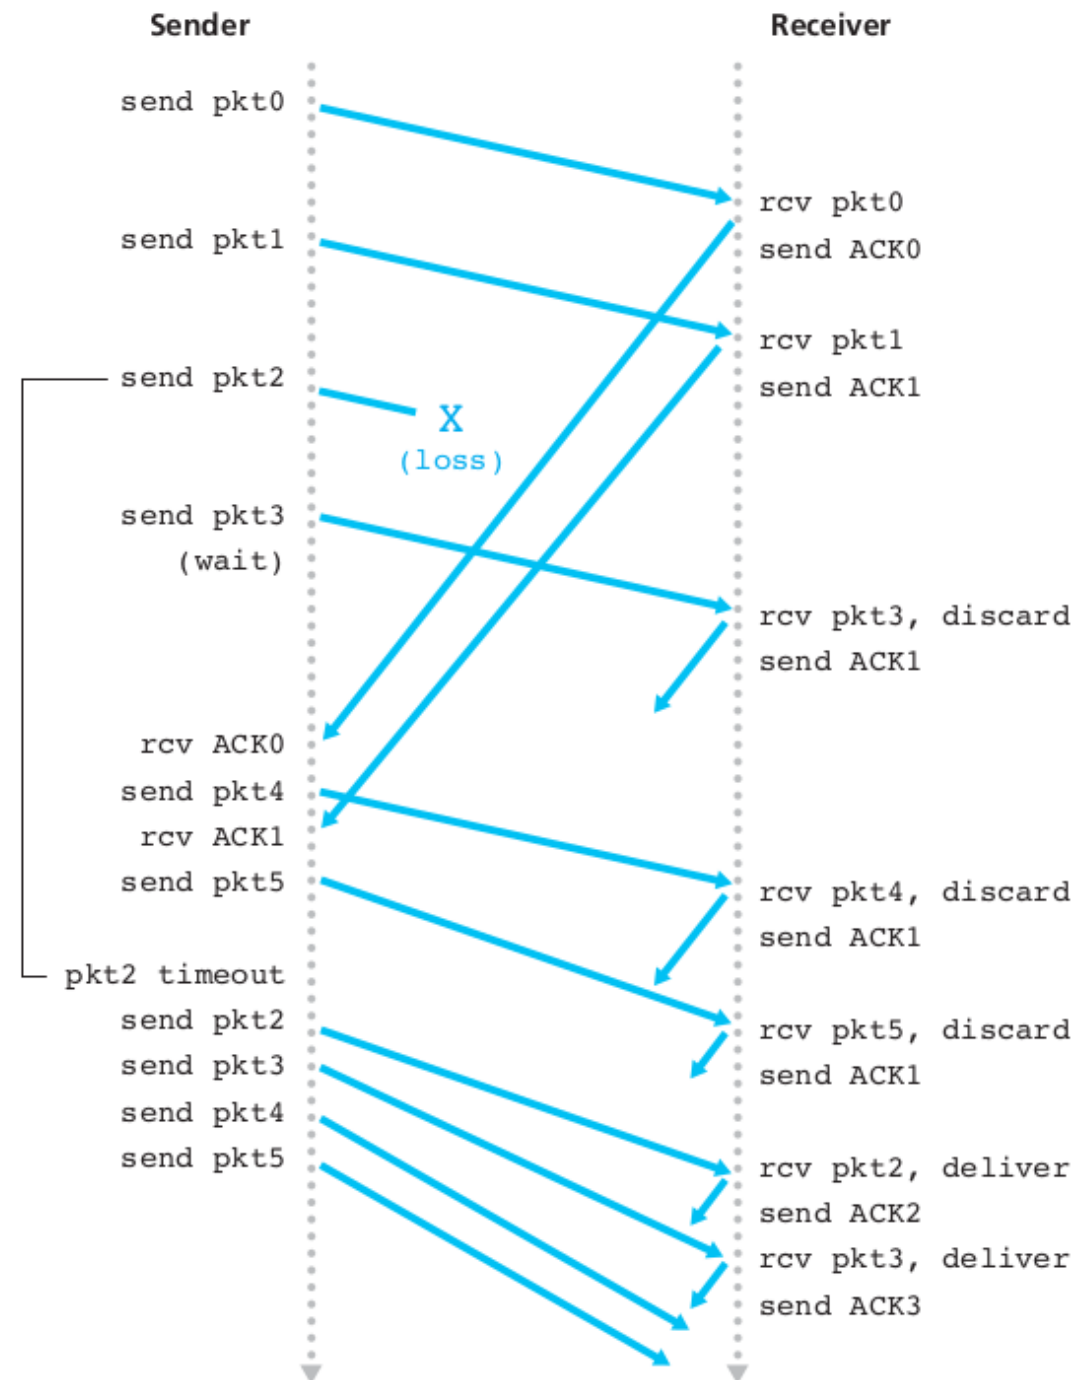 Sender
Receiver
send pkt0
rcv pkt0
send pkt1
send ACK0
rcv pkt1
send pkt2
send ACK1
X
(loss)
send pkt3
(wait)
rcv pkt3, discard
send ACK1
rcv ACK0
send pkt4
rcv ACK1
send pkt5
rcv pkt4, discard
send ACK1
pkt2 timeout
send pkt2
rcv pkt5, discard
send pkt3
send ACK1
send pkt4
send pkt5
rcv pkt2, deliver
send ACK2
rcv pkt3, deliver
send ACK3